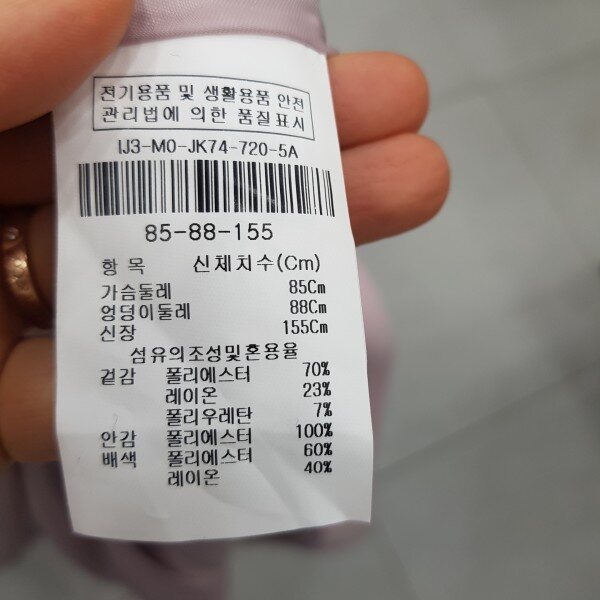 전기용품 및 생활용품 안전
관리법에 의한 품질표시
IJ3-MO-JK74-720-5A
85-88-155
항 목 신체치수(Cm)
가슴둘레 85Cm
엉덩이둘레 88Cm
신장 155Cm
섬유의조성및혼용율
겉감 폴리에스터 70%
레이온 23%
폴리우레탄 7%
안감 폴리에스터 100%
배색 폴리에스터 60%
레이온 40%